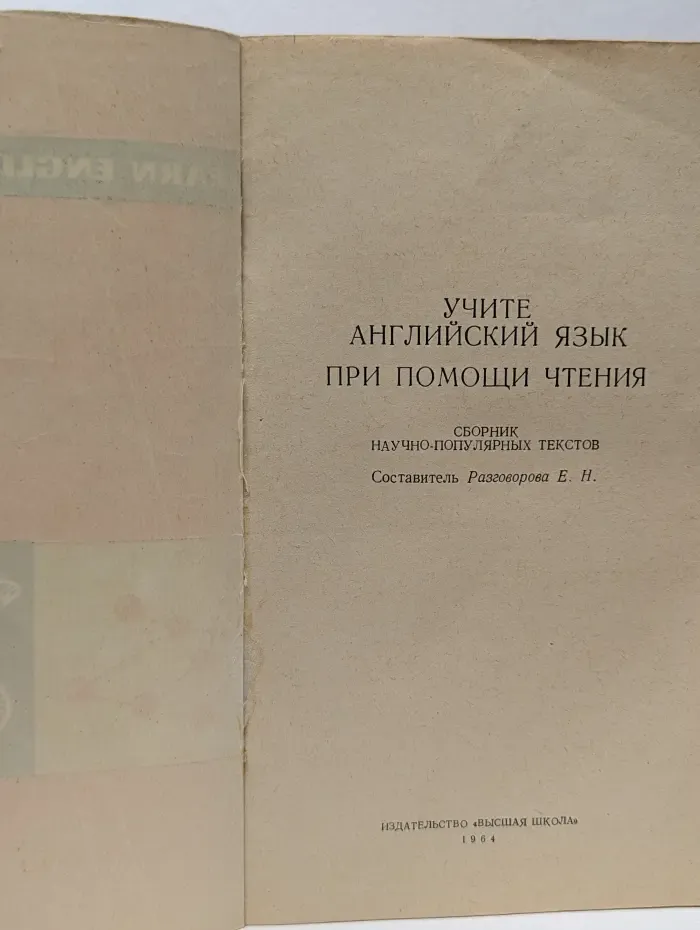 УЧИТЕ
АНГЛИЙСКИЙ ЯЗЫК
ПРИ ПОМОЩИ ЧТЕНИЯ
СБОРНИК
НАУЧНО-ПОПУЛЯРНЫХ ТЕКСТОВ
Составитель Разговорова Е. Н.
ИЗДАТЕЛЬСТВО «ВЫСШАЯ ШКОЛА»
1964